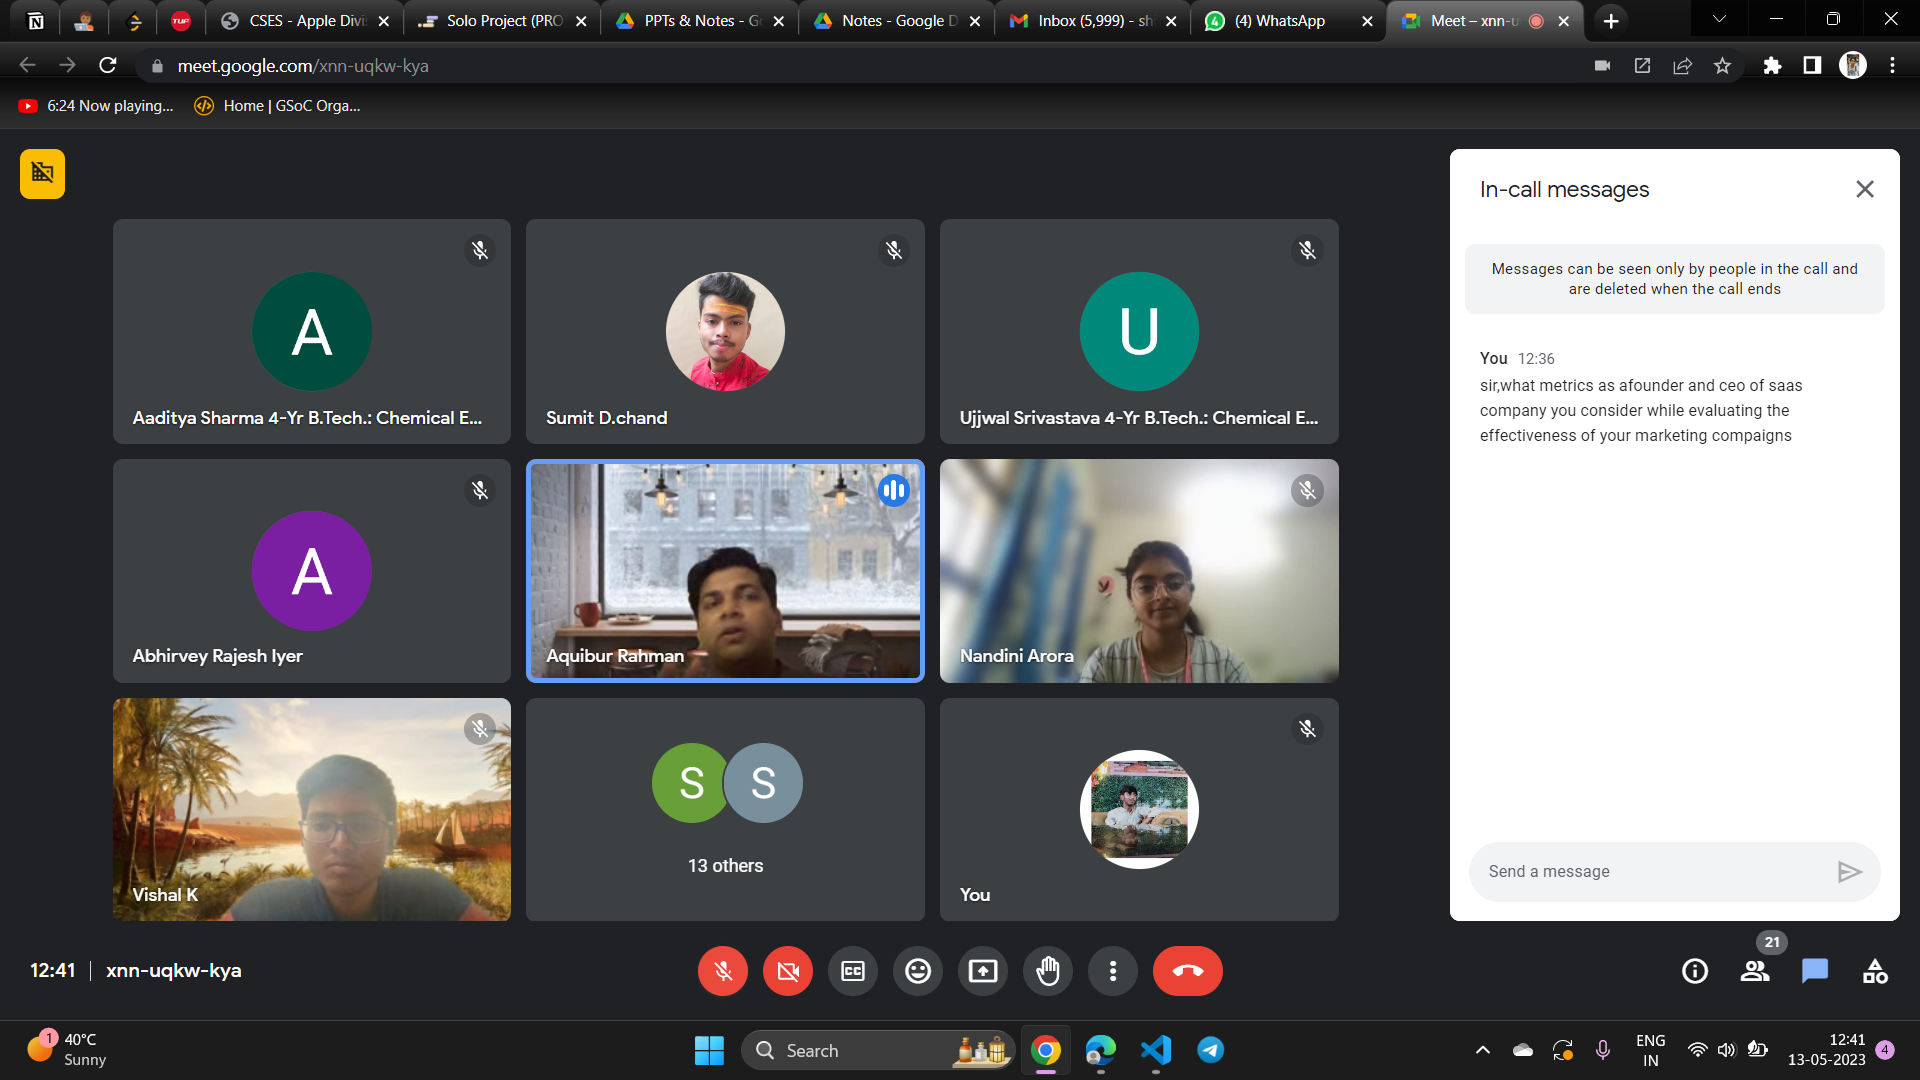 CSES - Apple Divi
Solo Project (PRO
PPTs & Notes - G
Notes - Google D
Inbox (5,999) - sh
(4) WhatsApp
Meet – xnn-u
TUF
meet.google.com/xnn-uqkw-kya
6:24 Now playing...
Home | GSoC Orga...
A
Aaditya Sharma 4-Yr B.Tech.: Chemical E...
Sumit D.chand
U
Ujjwal Srivastava 4-Yr B.Tech.: Chemical E...
A
Abhirvey Rajesh Iyer
Aquibur Rahman
Nandini Arora
Vishal K
S S
13 others
You
In-call messages
Messages can be seen only by people in the call and
are deleted when the call ends
You 12:36
sir,what metrics as afounder and ceo of saas
company you consider while evaluating the
effectiveness of your marketing compaigns
Send a message
12:41 | xnn-uqkw-kya
21
1
40°C
Sunny
Search
ENG
IN
12:41
13-05-2023
4